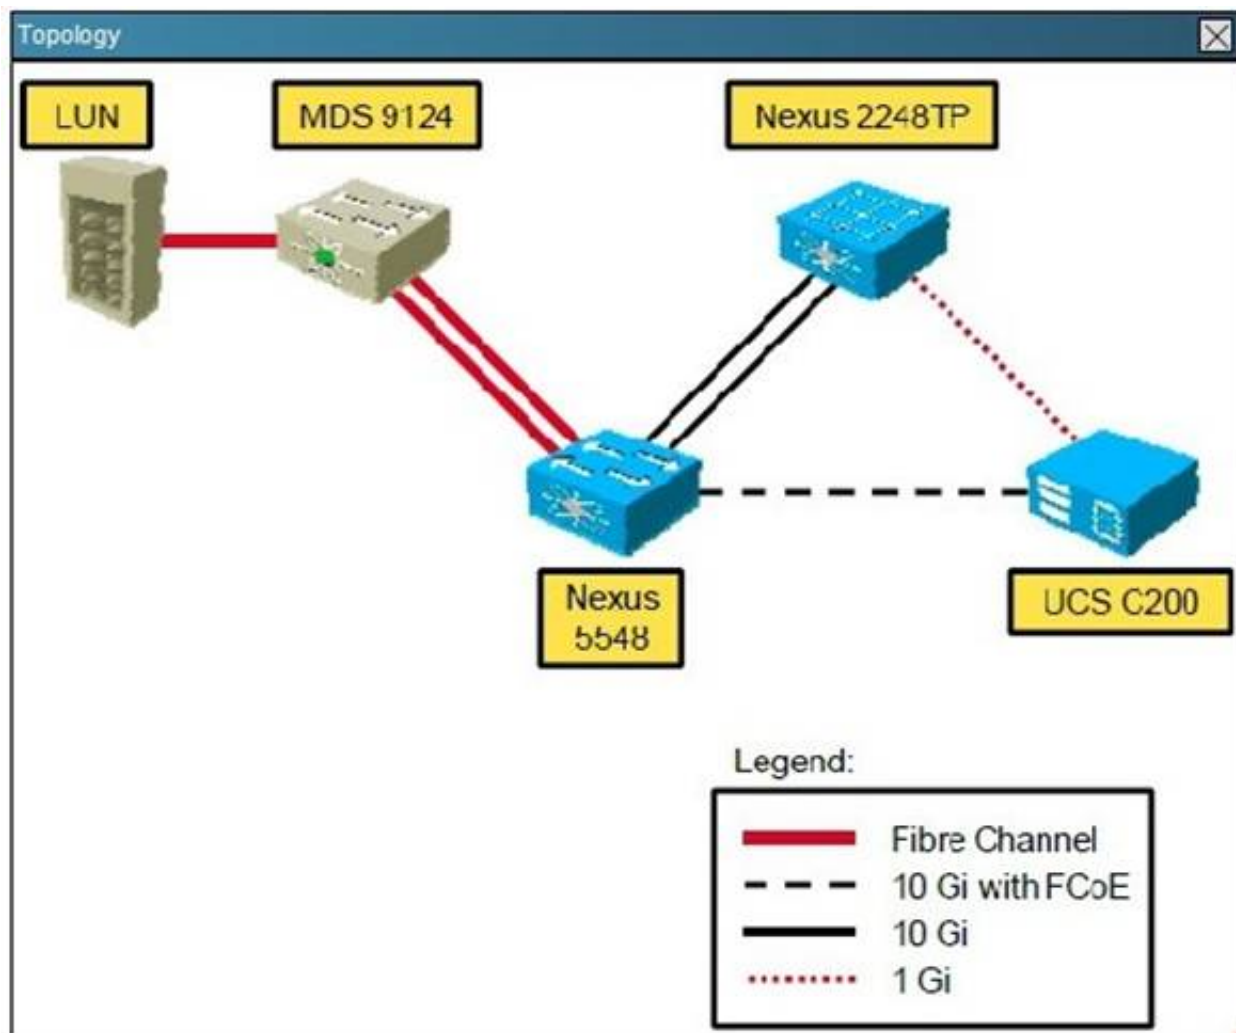 Topology
LUN
MDS 9124
Nexus 2248TP
Nexus
5548
UCS C200
Legend:
Fibre Channel
10 Gi with FCoE
10 Gi
1 Gi